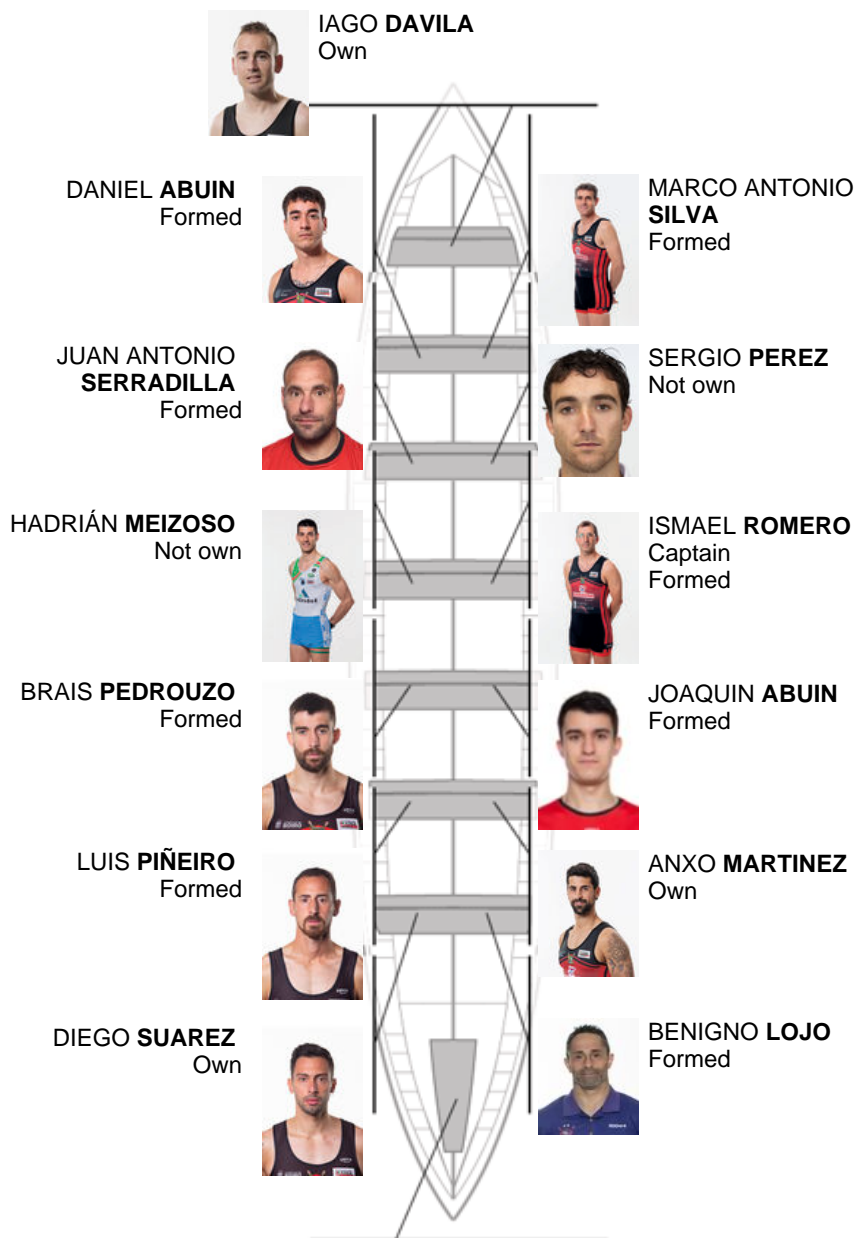 IAGO DAVILA
Own
DANIEL ABUIN
Formed
MARCO ANTONIO
SILVA
Formed
JUAN ANTONIO
SERRADILLA
Formed
SERGIO PEREZ
Not own
HADRIÁN MEIZOSO
Not own
ISMAEL ROMERO
Captain
Formed
BRAIS PEDROUZO
Formed
JOAQUIN ABUIN
Formed
LUIS PIÑEIRO
Formed
ANXO MARTINEZ
Own
DIEGO SUAREZ
Own
BENIGNO LOJO
Formed